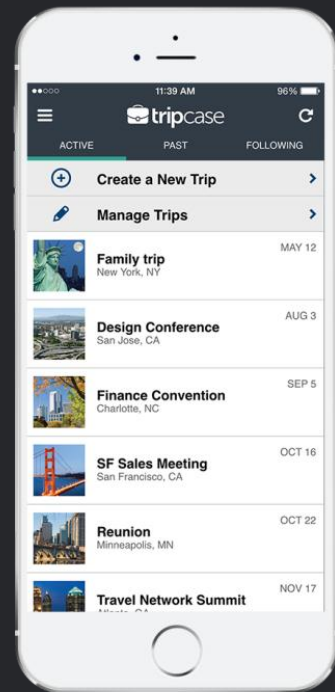 11:39 AM
96%
tripcase
ACTIVE
PAST
FOLLOWING
Create a New Trip
Manage Trips
Family trip
MAY 12
New York, NY
Design Conference
AUG 3
San Jose, CA
Finance Convention
SEP 5
Charlotte, NC
SF Sales Meeting
OCT 16
San Francisco, CA
Reunion
OCT 22
Minneapolis, MN
Travel Network Summit
NOV 17